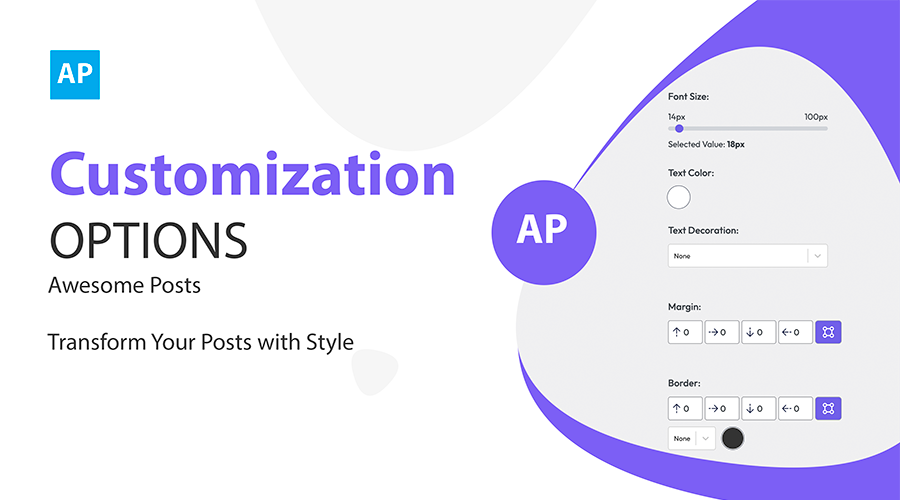 AP
Customization
OPTIONS
Awesome Posts
Transform Your Posts with Style
AP
Font Size:
14px 100px
Selected Value: 18px
Text Color:
Text Decoration:
None
Margin:
0 0 0 0
Border:
0 0 0 0
None